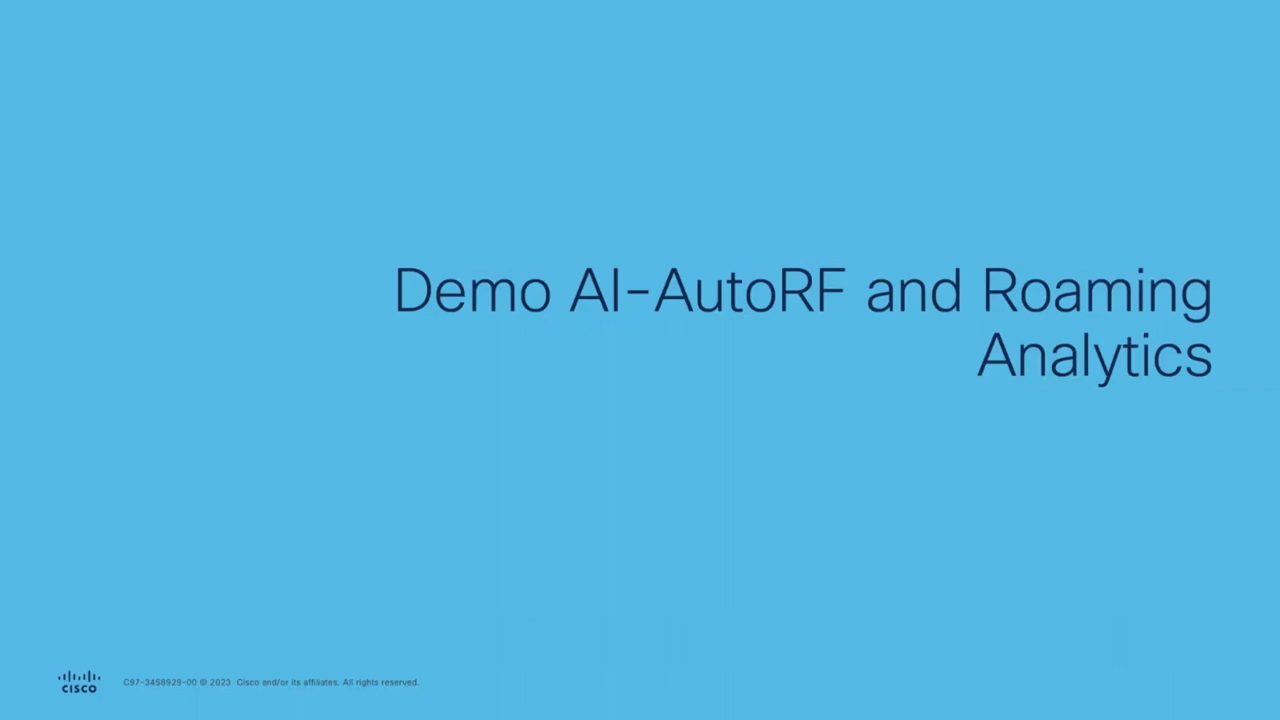 Demo AI-AutoRF and Roaming
Analytics
CISCO
C97-3458929-00 © 2023 Cisco and/or its affiliates. All rights reserved.